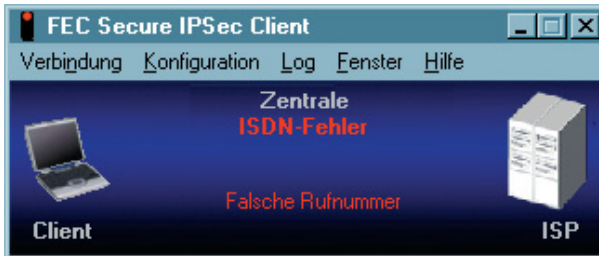 FEC Secure IPSec Client
Verbindung Konfiguration Log Fenster Hilfe
Zentrale
ISDN-Fehler
Falsche Rufnummer
Client ISP